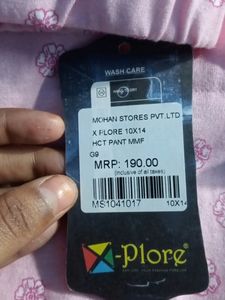 WASH CARE
MOHAN STORES PVT.LTD
X PLORE 10X14
HCT PANT MMF
G9
MRP: 190.00
(inclusive of all taxes)
MS1041017
10X14
X-Plore®